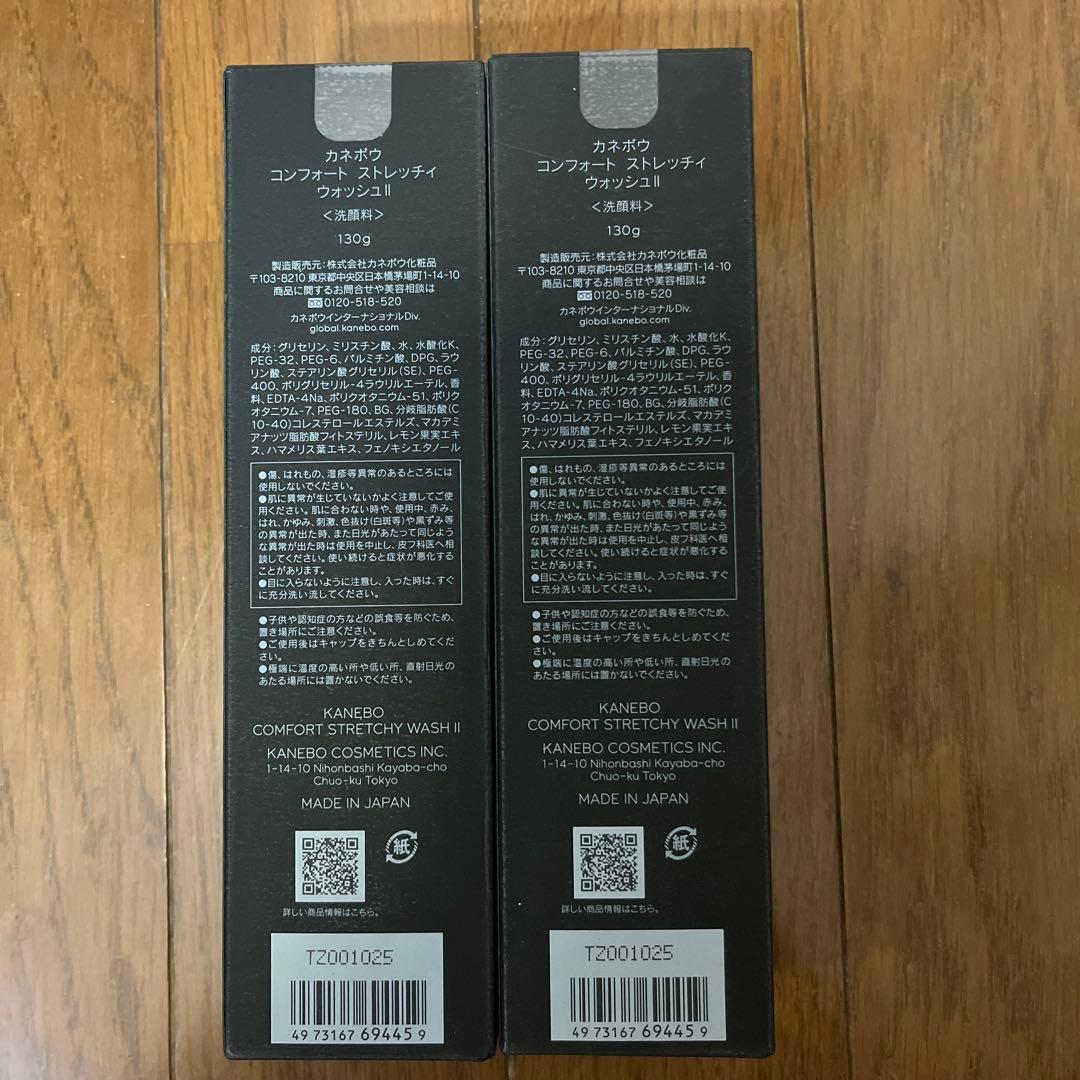 カネボウ
コンフォート ストレッチィ
ウォッシュⅡ
<洗顔料>
130g
製造販売元:株式会社カネボウ化粧品
〒103-8210 東京都中央区日本橋茅場町1-14-10
商品に関するお問合せや美容相談は
0120-518-520
カネボウインターナショナルDiv.
global.kanebo.com
成分:グリセリン、ミリスチン酸、水、水酸化K、
PEG-32、PEG-6、パルミチン酸、DPG、ラウ
リン酸、ステアリン酸グリセリル(SE)、PEG-
400、ポリグリセリル-4ラウリルエーテル、香
料、EDTA-4Na、ポリクオタニウム-51、ポリク
オタニウム-7、PEG-180、BG、分岐脂肪酸(C
10-40)コレステロールエステルズ、マカデミ
アナッツ脂肪酸フィトステリル、レモン果実エキ
ス、ハマメリス葉エキス、フェノキシエタノール
●傷、はれもの、湿疹等異常のあるところには
使用しないでください。
●肌に異常が生じていないかよく注意してご使
用ください。肌に合わない時や、使用中、赤み、
はれ、かゆみ、刺激、色抜け(白斑等)や黒ずみ等
の異常が出た時、また日光があたって同じよう
な異常が出た時は使用を中止し、皮フ科医へ相
談してください。使い続けると症状が悪化する
ことがあります。
●目に入らないように注意し、入った時は、すぐ
に充分洗い流してください。
●子供や認知症の方などの誤食等を防ぐため、
置き場所にご注意ください。
●ご使用後はキャップをきちんとしめてくだ
さい。
●極端に温度の高い所や低い所、直射日光の
あたる場所には置かないでください。
KANEBO
COMFORT STRETCHY WASH Ⅱ
KANEBO COSMETICS INC.
1-14-10 Nihonbashi Kayaba-cho
Chuo-ku Tokyo
MADE IN JAPAN
紙
詳しい商品情報はこちら。
TZ001025
4973167694459
カネボウ
コンフォート ストレッチィ
ウォッシュⅡ
<洗顔料>
130g
製造販売元:株式会社カネボウ化粧品
〒103-8210 東京都中央区日本橋茅場町1-14-10
商品に関するお問合せや美容相談は
0120-518-520
カネボウインターナショナルDiv.
global.kanebo.com
成分:グリセリン、ミリスチン酸、水、水酸化K、
PEG-32、PEG-6、パルミチン酸、DPG、ラウ
リン酸、ステアリン酸グリセリル(SE)、PEG-
400、ポリグリセリル-4ラウリルエーテル、香
料、EDTA-4Na、ポリクオタニウム-51、ポリク
オタニウム-7、PEG-180、BG、分岐脂肪酸(C
10-40)コレステロールエステルズ、マカデミ
アナッツ脂肪酸フィトステリル、レモン果実エキ
ス、ハマメリス葉エキス、フェノキシエタノール
●傷、はれもの、湿疹等異常のあるところには
使用しないでください。
●肌に異常が生じていないかよく注意してご使
用ください。肌に合わない時や、使用中、赤み、
はれ、かゆみ、刺激、色抜け(白斑等)や黒ずみ等
の異常が出た時、また日光があたって同じよう
な異常が出た時は使用を中止し、皮フ科医へ相
談してください。使い続けると症状が悪化する
ことがあります。
●目に入らないように注意し、入った時は、すぐ
に充分洗い流してください。
●子供や認知症の方などの誤食等を防ぐため、
置き場所にご注意ください。
●ご使用後はキャップをきちんとしめてくだ
さい。
●極端に温度の高い所や低い所、直射日光の
あたる場所には置かないでください。
KANEBO
COMFORT STRETCHY WASH Ⅱ
KANEBO COSMETICS INC.
1-14-10 Nihonbashi Kayaba-cho
Chuo-ku Tokyo
MADE IN JAPAN
紙
詳しい商品情報はこちら。
TZ001025
4973167694459